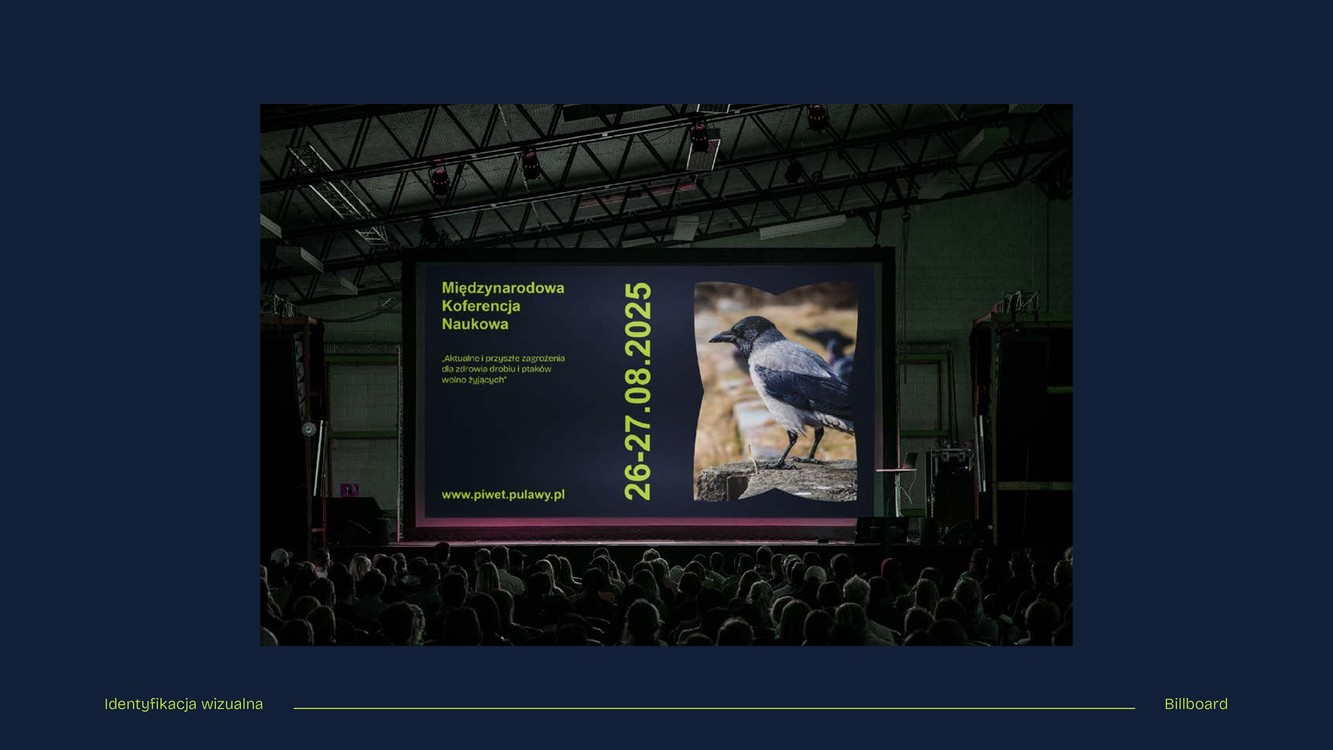 Międzynarodowa
Koferencja
Naukowa
„Aktualne i przyszłe zagrożenia
dla zdrowia drobiu i ptaków
wolno żyjących”
www.piwet.pulawy.pl
26-27.08.2025
Identyfikacja wizualna
Billboard